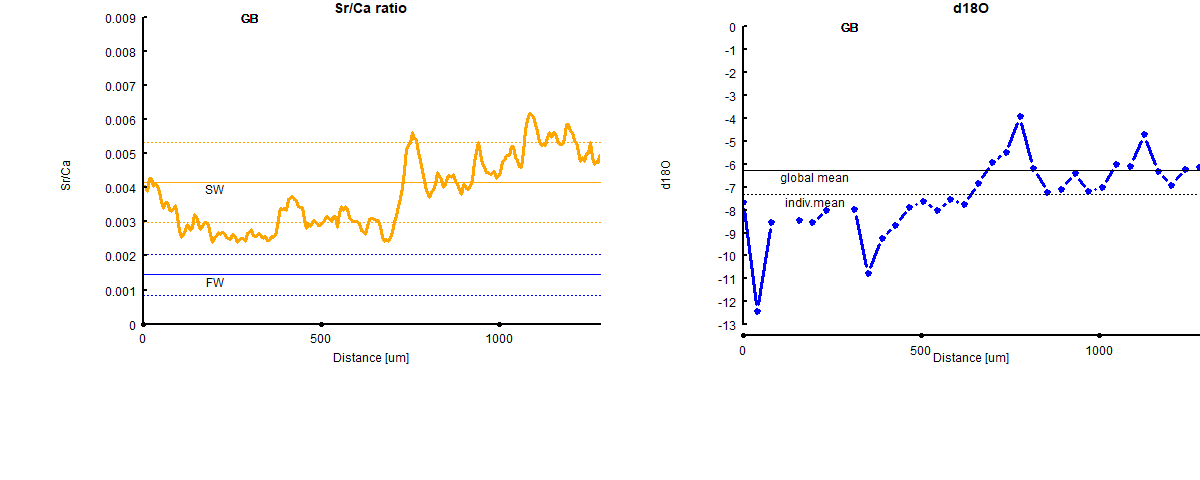 Sr/Ca ratio
GB
0.009
0.008
0.007
0.006
0.005
0.004
0.003
0.002
0.001
0
Sr/Ca
SW
FW
0
500
1000
Distance [um]
d18O
GB
0
-1
-2
-3
-4
-5
-6
-7
-8
-9
-10
-11
-12
-13
d18O
global mean
indiv.mean
0
500
1000
Distance [um]